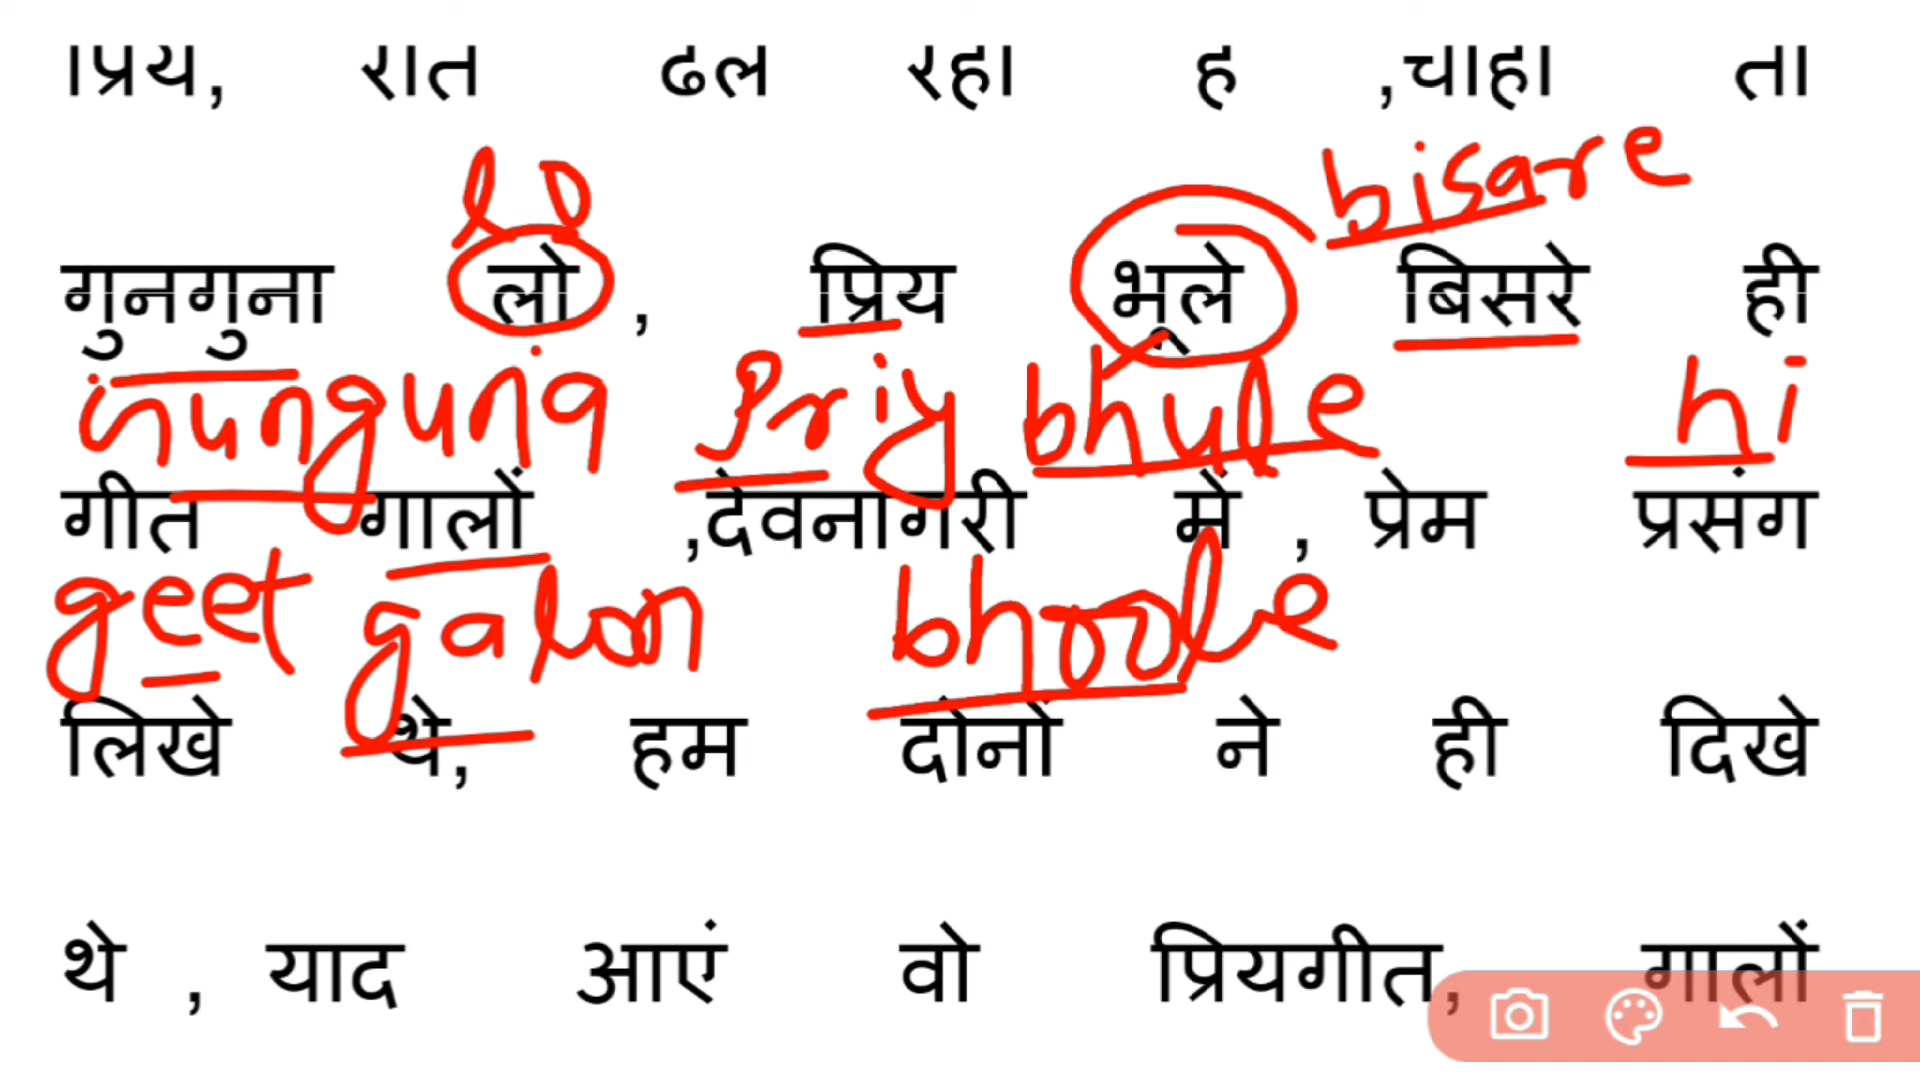 प्रिय, रात ढल रही है ,चाहो तो
lo bisare
गुनगुना लो , प्रिय भूले बिसरे ही
gunguna Priy bhule hi
गीत गालों ,देवनागरी में , प्रेम प्रसंग
geet galon bhoole
लिखे थे, हम दोनों ने ही दिखे
थे , याद आएं वो प्रियगीत, गालों